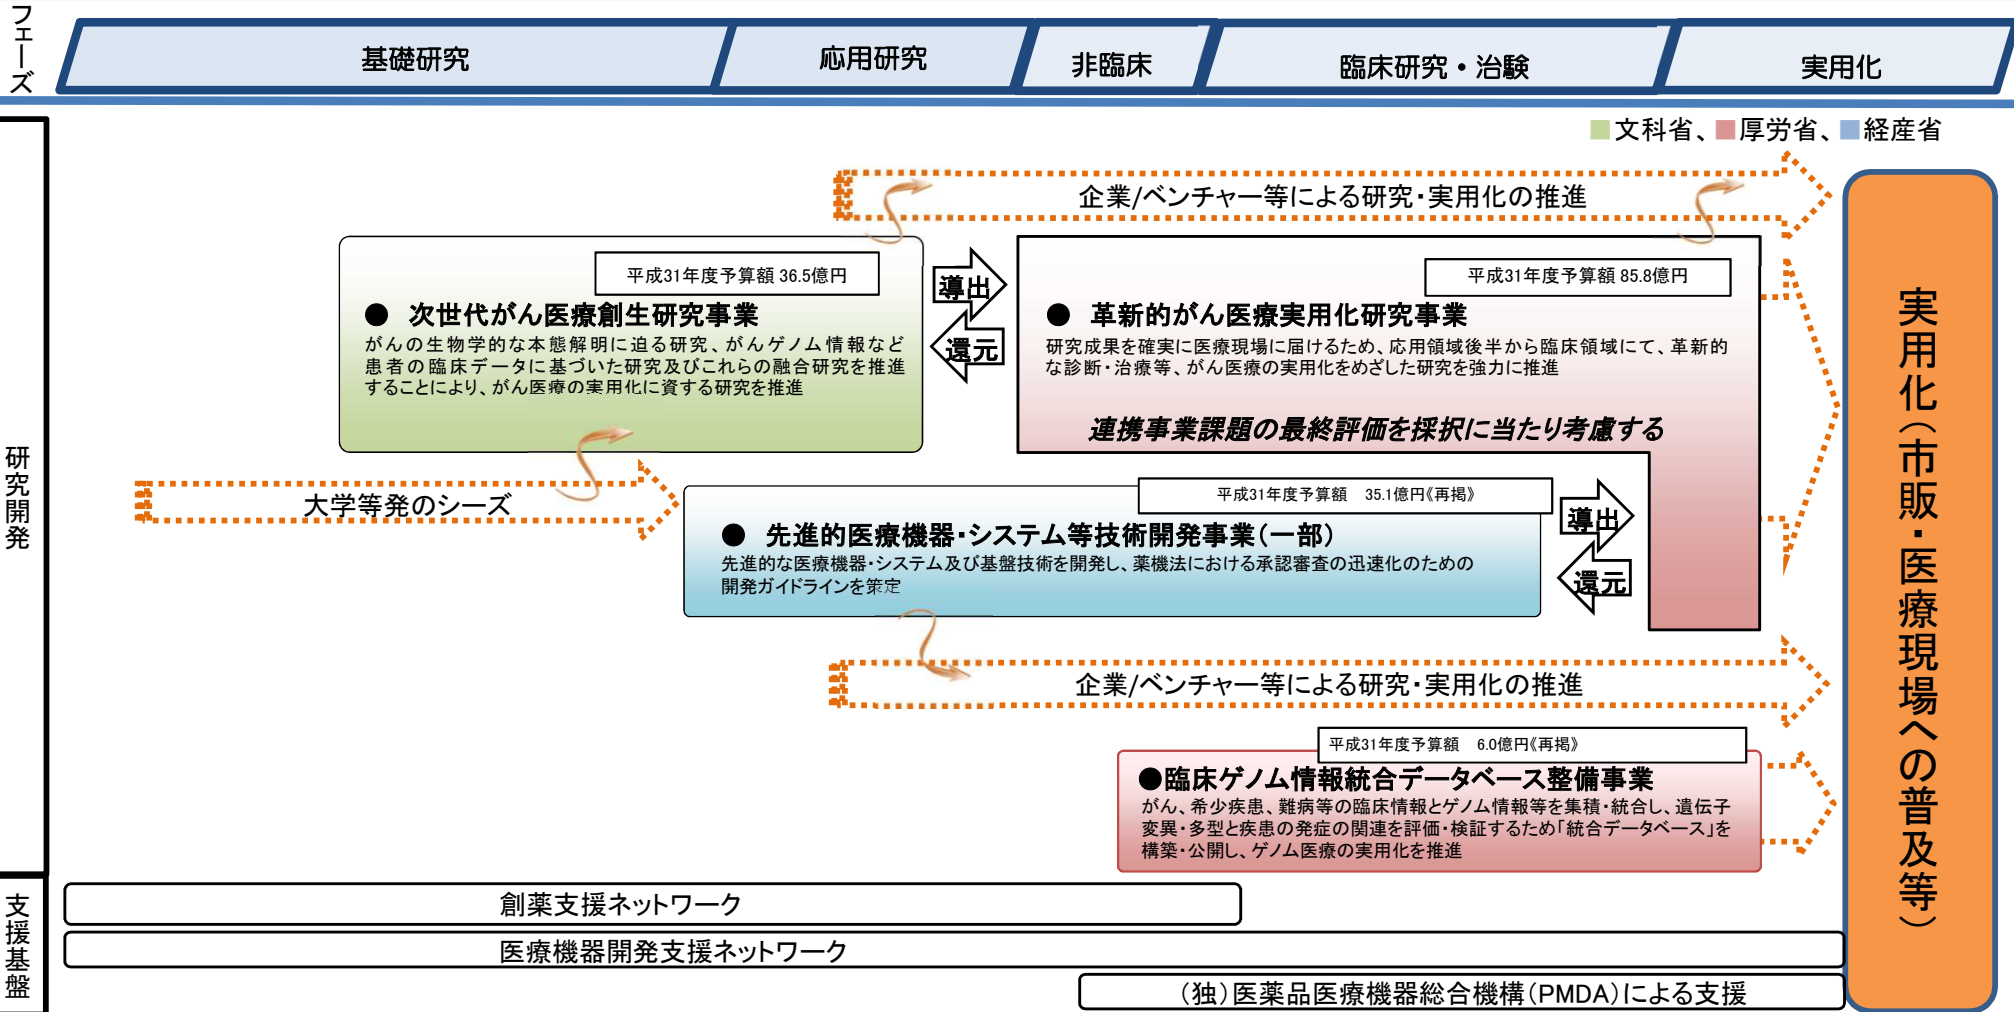 フェーズ
基礎研究
応用研究
非臨床
臨床研究・治験
実用化
■文科省、■厚労省、■経産省
研究開発
企業/ベンチャー等による研究・実用化の推進
平成31年度予算額 36.5億円
● 次世代がん医療創生研究事業
がんの生物学的な本態解明に迫る研究、がんゲノム情報など
患者の臨床データに基づいた研究及びこれらの融合研究を推進
することにより、がん医療の実用化に資する研究を推進
導出
還元
平成31年度予算額 85.8億円
● 革新的がん医療実用化研究事業
研究成果を確実に医療現場に届けるため、応用領域後半から臨床領域にて、革新的
な診断・治療等、がん医療の実用化をめざした研究を強力に推進
連携事業課題の最終評価を採択に当たり考慮する
大学等発のシーズ
平成31年度予算額 35.1億円《再掲》
● 先進的医療機器・システム等技術開発事業(一部)
先進的な医療機器・システム及び基盤技術を開発し、薬機法における承認審査の迅速化のための
開発ガイドラインを策定
導出
還元
企業/ベンチャー等による研究・実用化の推進
平成31年度予算額 6.0億円《再掲》
●臨床ゲノム情報統合データベース整備事業
がん、希少疾患、難病等の臨床情報とゲノム情報等を集積・統合し、遺伝子
変異・多型と疾患の発症の関連を評価・検証するため「統合データベース」を
構築・公開し、ゲノム医療の実用化を推進
実用化(市販・医療現場への普及等)
支援基盤
創薬支援ネットワーク
医療機器開発支援ネットワーク
(独)医薬品医療機器総合機構(PMDA)による支援